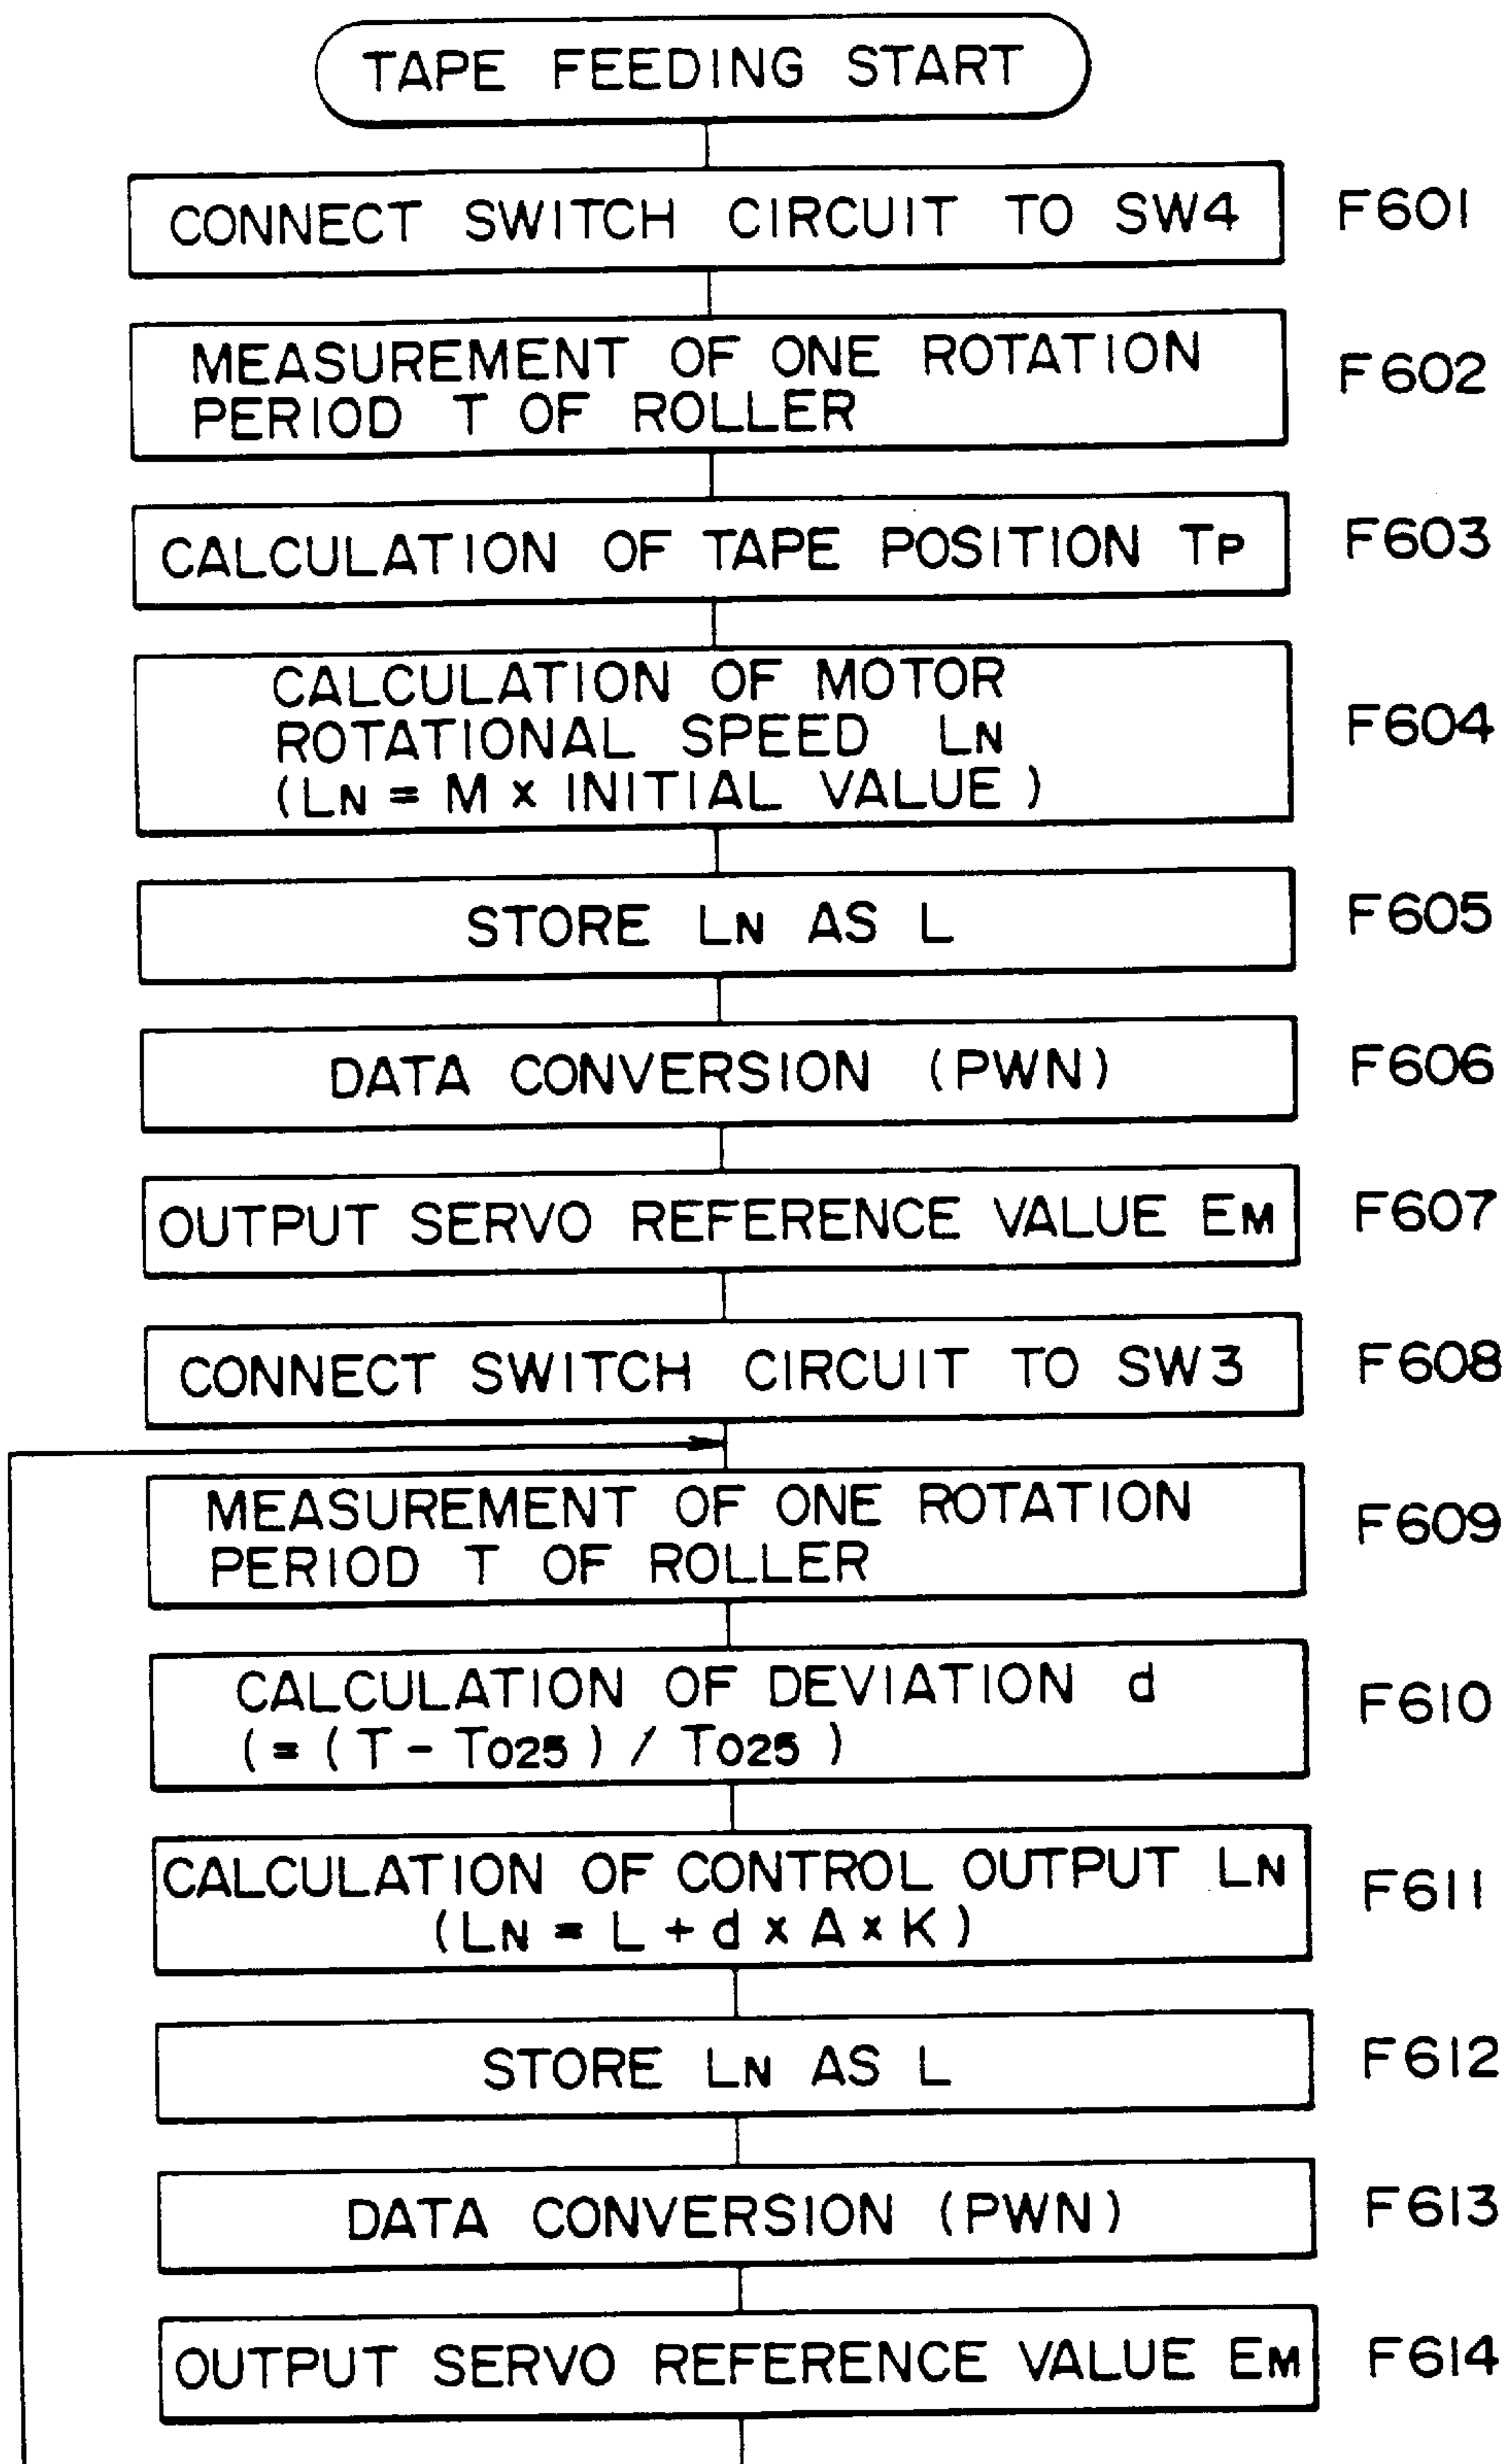 TAPE FEEDING START
CONNECT SWITCH CIRCUIT TO SW4
F601
MEASUREMENT OF ONE ROTATION
PERIOD T OF ROLLER
F602
CALCULATION OF TAPE POSITION TP
F603
CALCULATION OF MOTOR
ROTATIONAL SPEED LN
(LN = M × INITIAL VALUE)
F604
STORE LN AS L
F605
DATA CONVERSION (PWN)
F606
OUTPUT SERVO REFERENCE VALUE EM
F607
CONNECT SWITCH CIRCUIT TO SW3
F608
MEASUREMENT OF ONE ROTATION
PERIOD T OF ROLLER
F609
CALCULATION OF DEVIATION d
(= (T - T025) / T025)
F610
CALCULATION OF CONTROL OUTPUT LN
(LN = L + d × A × K)
F611
STORE LN AS L
F612
DATA CONVERSION (PWN)
F613
OUTPUT SERVO REFERENCE VALUE EM
F614